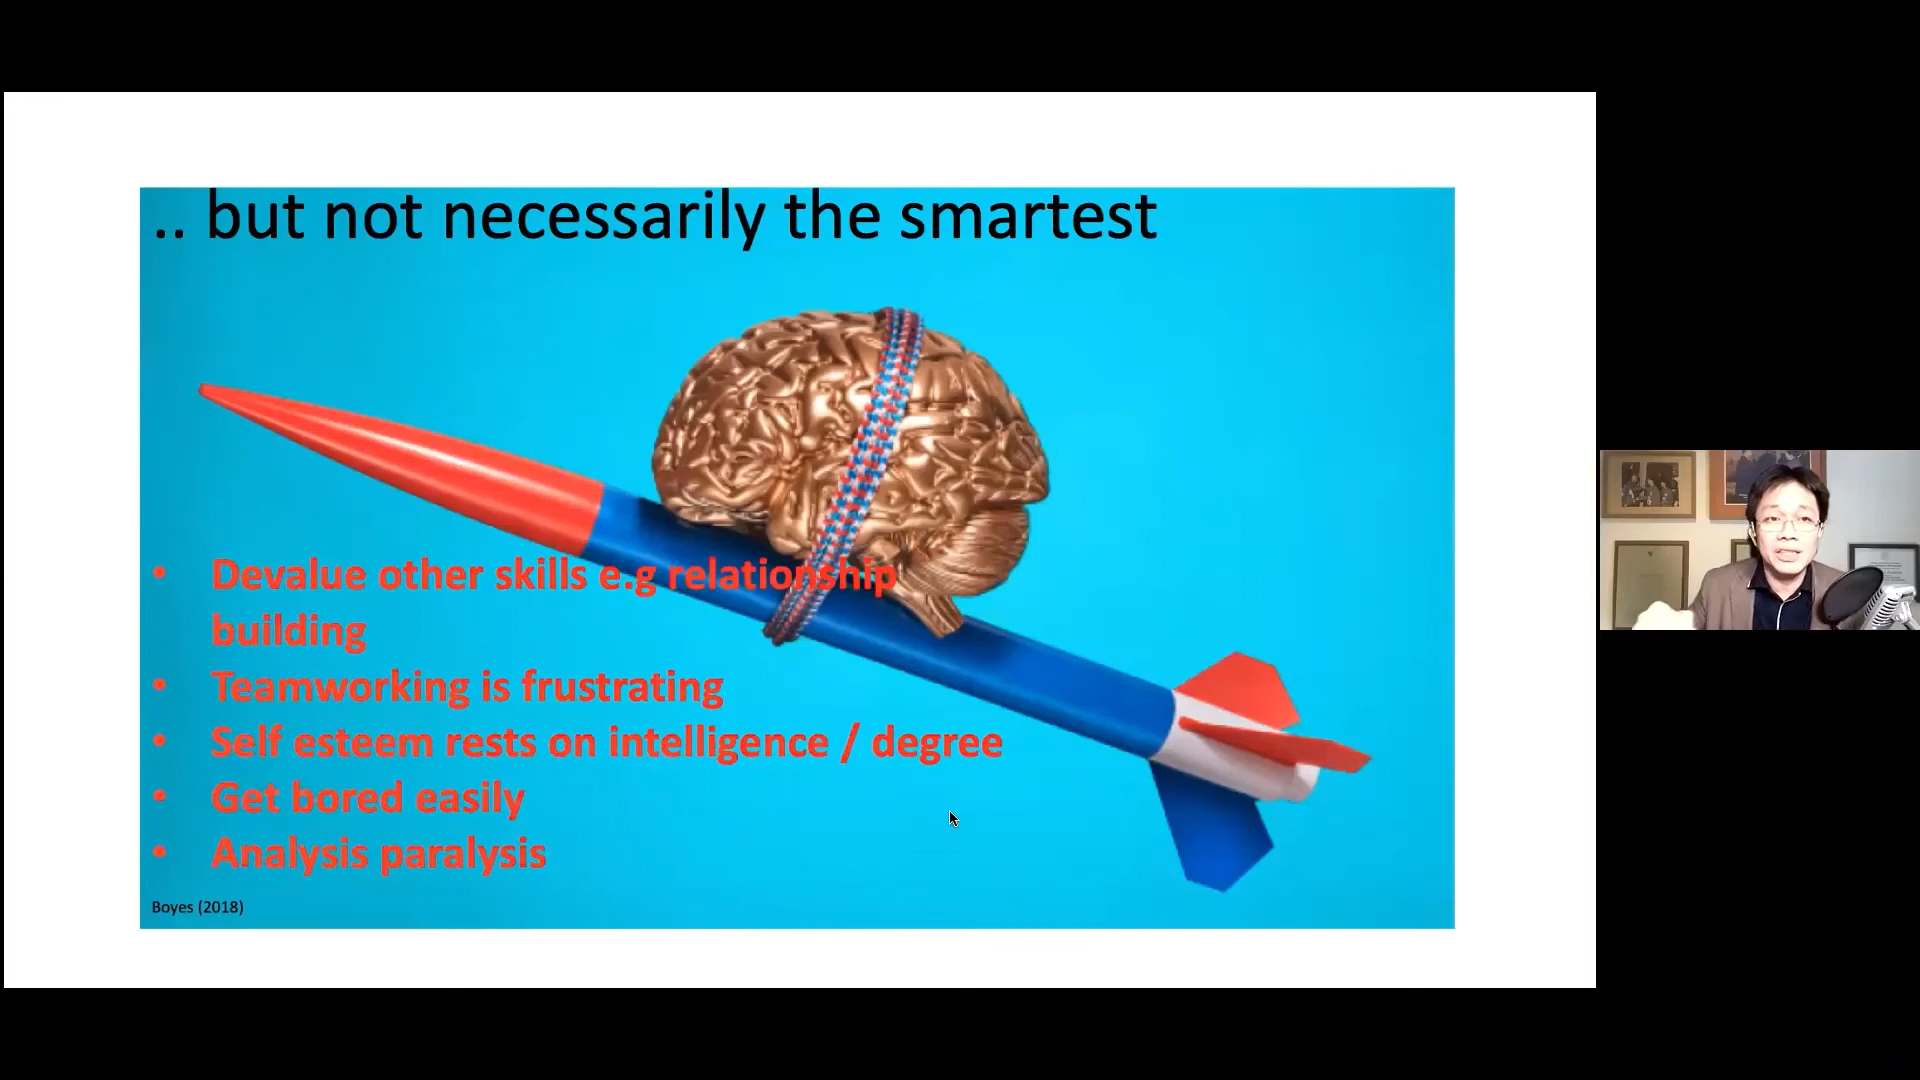 .. but not necessarily the smartest
• Devalue other skills e.g relationship
building
• Teamworking is frustrating
• Self esteem rests on intelligence / degree
• Get bored easily
• Analysis paralysis
Boyes (2018)